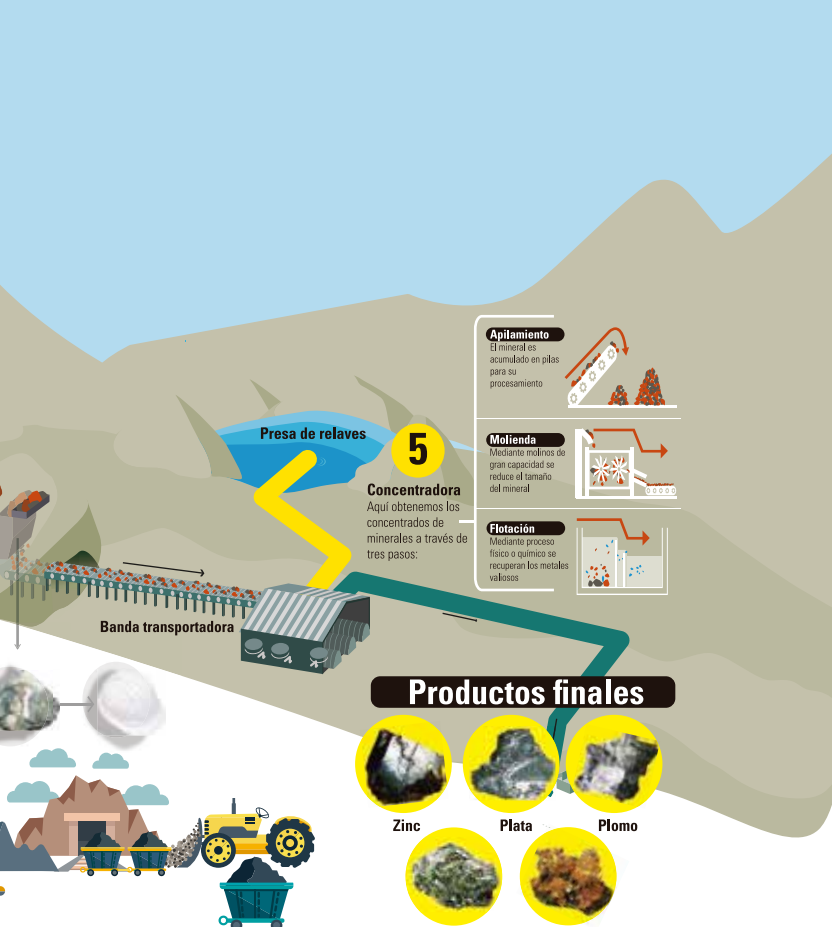 Apilamiento
El mineral es
acumulado en pilas
para su
procesamiento
Presa de relaves
5
Concentradora
Aquí obtenemos los
concentrados de
minerales a través de
tres pasos:
Molienda
Mediante molinos de
gran capacidad se
reduce el tamaño
del mineral
Flotación
Mediante proceso
físico o químico se
recuperan los metales
valiosos
Banda transportadora
Productos finales
Zinc
Plata
Plomo